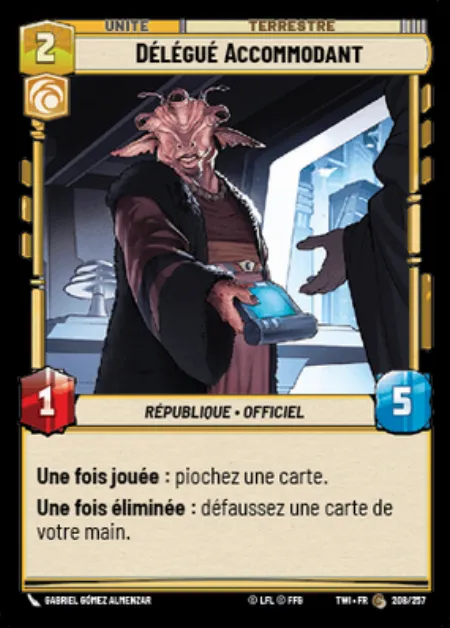 UNITÉ TERRESTRE
2 DÉLÉGUÉ ACCOMMODANT
1 RÉPUBLIQUE • OFFICIEL 5
Une fois jouée : piochez une carte.
Une fois éliminée : défaussez une carte de
votre main.
GABRIEL GÓMEZ ALMENZAR © LFL © FFG TWI • FR 208/257